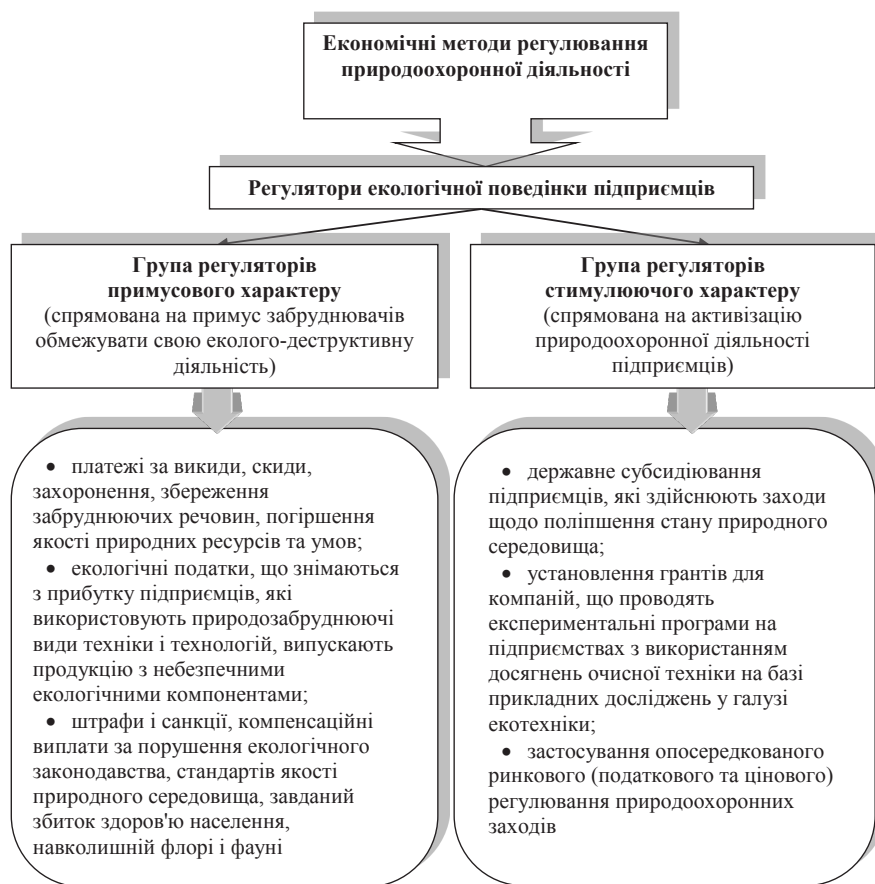 Економічні методи регулювання
природоохоронної діяльності
Регулятори екологічної поведінки підприємців
Група регуляторів
примусового характеру
(спрямована на примус забруднювачів
обмежувати свою еколого-деструктивну
діяльність)
Група регуляторів
стимулюючого характеру
(спрямована на активізацію
природоохоронної діяльності
підприємців)
• платежі за викиди, скиди,
захоронення, збереження
забруднюючих речовин, погіршення
якості природних ресурсів та умов;
• екологічні податки, що знімаються
з прибутку підприємців, які
використовують природозабруднюючі
види техніки і технологій, випускають
продукцію з небезпечними
екологічними компонентами;
• штрафи і санкції, компенсаційні
виплати за порушення екологічного
законодавства, стандартів якості
природного середовища, завданий
збиток здоров'ю населення,
навколишній флорі і фауні
• державне субсидіювання
підприємців, які здійснюють заходи
щодо поліпшення стану природного
середовища;
• установлення грантів для
компаній, що проводять
експериментальні програми на
підприємствах з використанням
досягнень очисної техніки на базі
прикладних досліджень у галузі
екотехніки;
• застосування опосередкованого
ринкового (податкового та цінового)
регулювання природоохоронних
заходів